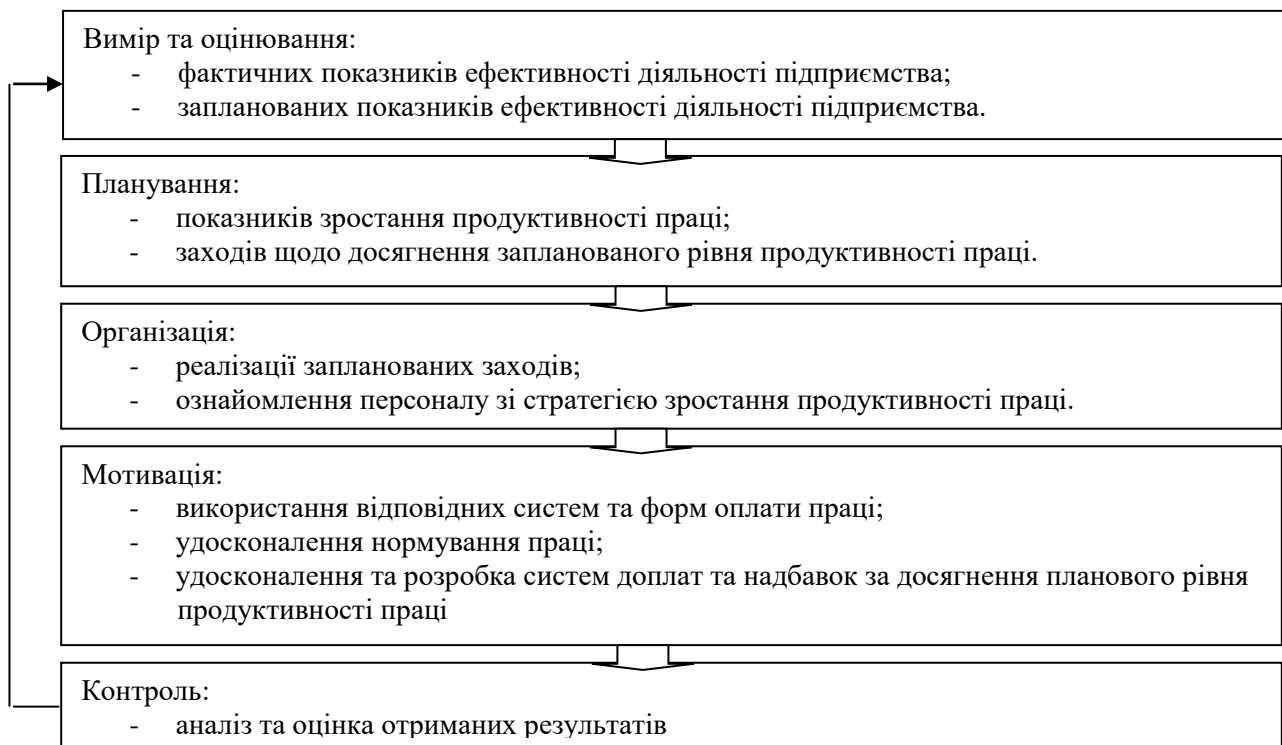 Вимір та оцінювання:
- фактичних показників ефективності діяльності підприємства;
- запланованих показників ефективності діяльності підприємства.
Планування:
- показників зростання продуктивності праці;
- заходів щодо досягнення запланованого рівня продуктивності праці.
Організація:
- реалізації запланованих заходів;
- ознайомлення персоналу зі стратегією зростання продуктивності праці.
Мотивація:
- використання відповідних систем та форм оплати праці;
- удосконалення нормування праці;
- удосконалення та розробка систем доплат та надбавок за досягнення планового рівня
продуктивності праці
Контроль:
- аналіз та оцінка отриманих результатів